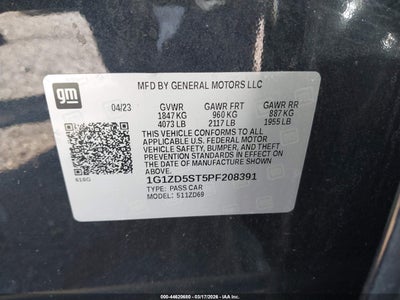 gm
MFD BY GENERAL MOTORS LLC
04/23 GVWR GAWR FRT GAWR RR
1847 KG 960 KG 887 KG
4073 LB 2117 LB 1955 LB
THIS VEHICLE CONFORMS TO ALL
APPLICABLE U.S. FEDERAL MOTOR
VEHICLE SAFETY, BUMPER, AND THEFT
PREVENTION STANDARDS IN EFFECT ON
THE DATE OF MANUFACTURE SHOWN
ABOVE.
1G1ZD5ST5PF208391
TYPE: PASS CAR
MODEL: 511ZD69
© 2026 - 44620680 - 03/17/2026 - IAA Inc.